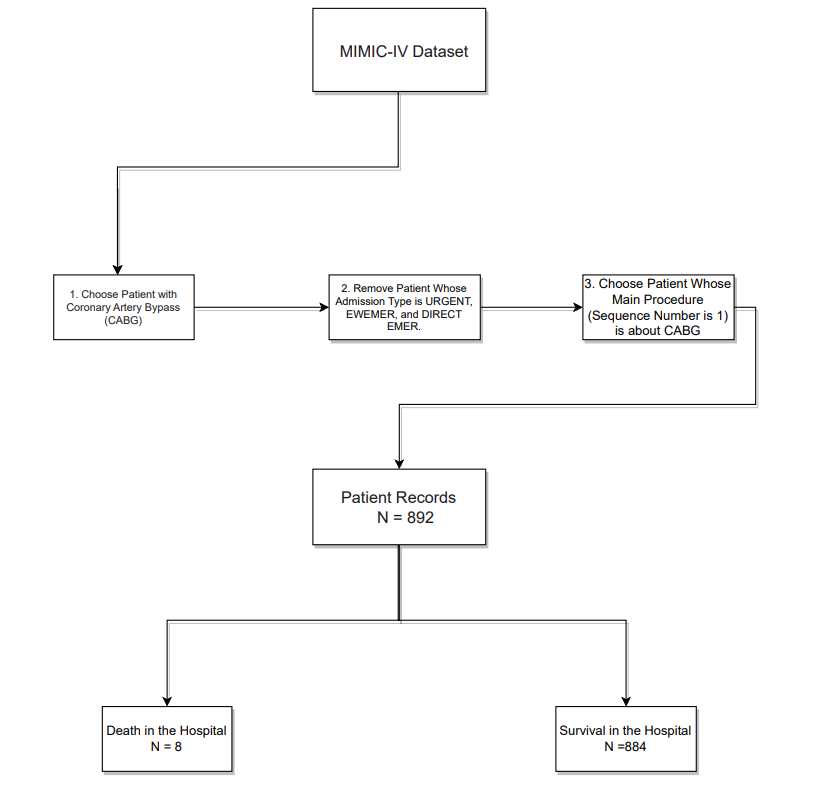 MIMIC-IV Dataset
1. Choose Patient with
Coronary Artery Bypass
(CABG)
2. Remove Patient Whose
Admission Type is URGENT,
EWEMER, and DIRECT
EMER.
3. Choose Patient Whose
Main Procedure
(Sequence Number is 1)
is about CABG
Patient Records
N = 892
Death in the Hospital
N = 8
Survival in the Hospital
N =884